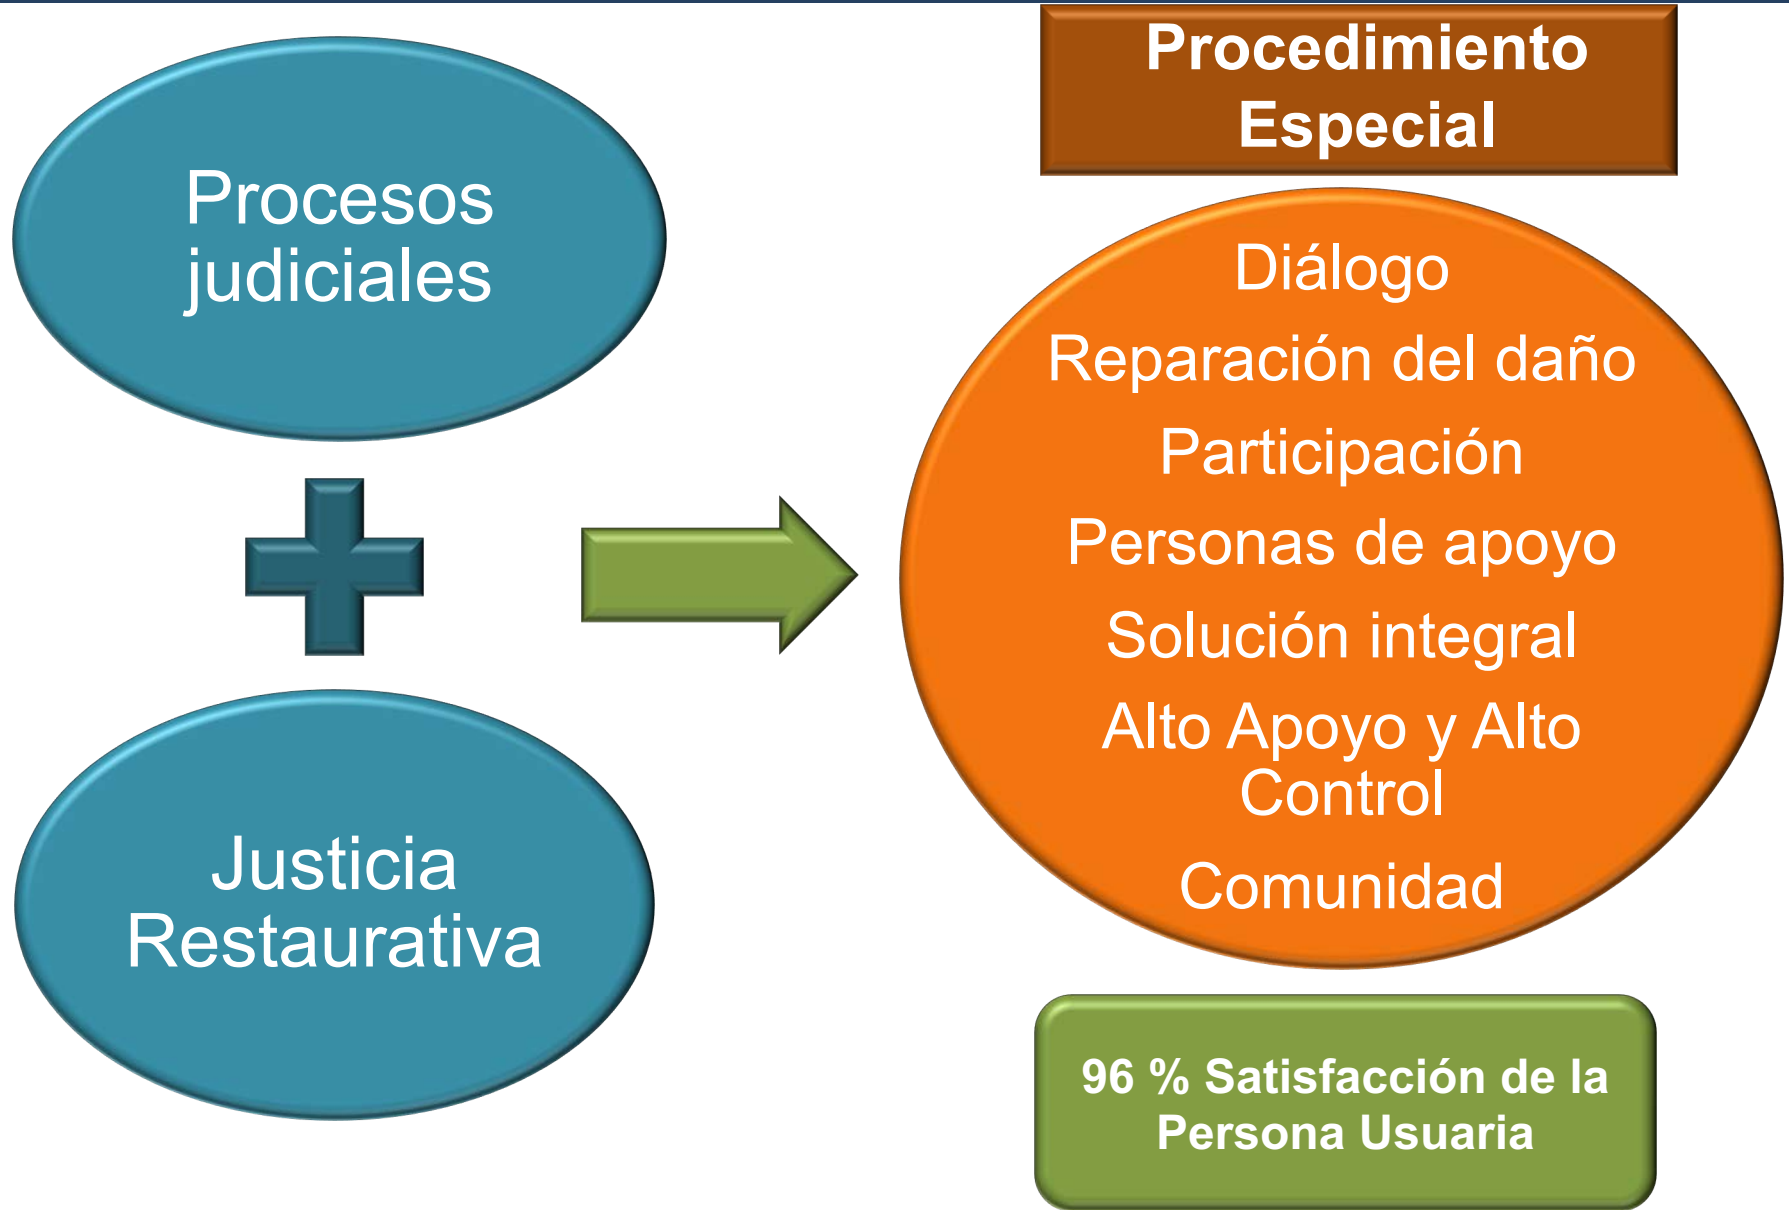 Procesos
judiciales
Justicia
Restaurativa
Procedimiento
Especial
Diálogo
Reparación del daño
Participación
Personas de apoyo
Solución integral
Alto Apoyo y Alto
Control
Comunidad
96 % Satisfacción de la
Persona Usuaria